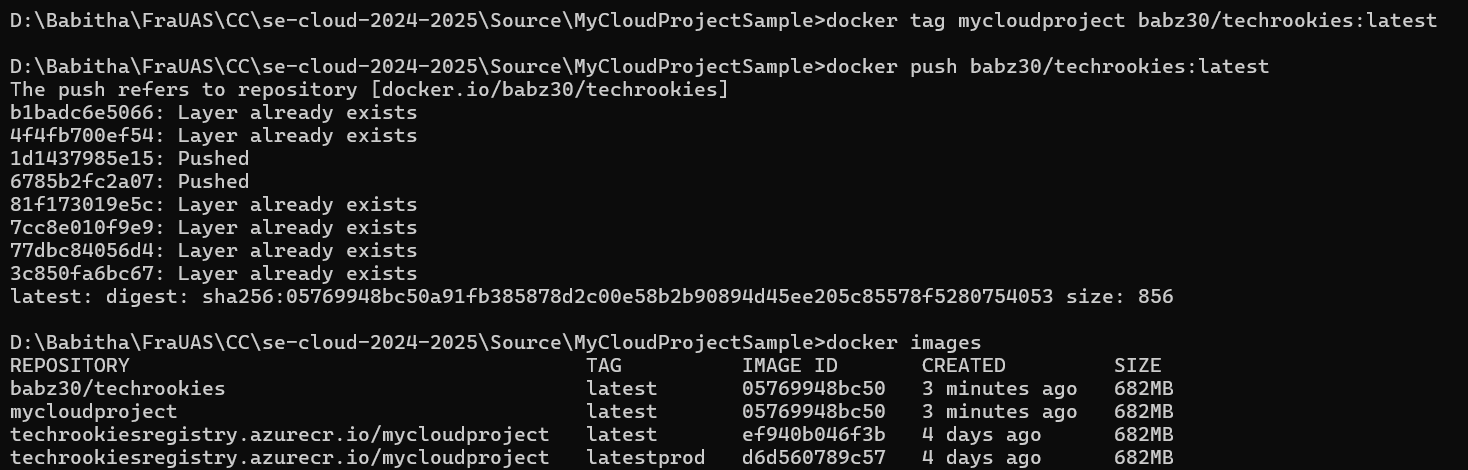 D:\Babitha\FraUAS\CC\se-cloud-2024-2025\Source\MyCloudProjectSample>docker tag mycloudproject babz30/techrookies:latest
D:\Babitha\FraUAS\CC\se-cloud-2024-2025\Source\MyCloudProjectSample>docker push babz30/techrookies:latest
The push refers to repository [docker.io/babz30/techrookies]
b1badc6e5066: Layer already exists
4f4fb700ef54: Layer already exists
1d1437985e15: Pushed
6785b2fc2a07: Pushed
81f173019e5c: Layer already exists
7cc8e010f9e9: Layer already exists
77dbc84056d4: Layer already exists
3c850fa6bc67: Layer already exists
latest: digest: sha256:05769948bc50a91fb385878d2c00e58b2b90894d45ee205c85578f5280754053 size: 856
D:\Babitha\FraUAS\CC\se-cloud-2024-2025\Source\MyCloudProjectSample>docker images
REPOSITORY                                      TAG          IMAGE ID       CREATED         SIZE
babz30/techrookies                              latest       05769948bc50   3 minutes ago   682MB
mycloudproject                                  latest       05769948bc50   3 minutes ago   682MB
techrookiesregistry.azurecr.io/mycloudproject   latest       ef940b046f3b   4 days ago      682MB
techrookiesregistry.azurecr.io/mycloudproject   latestprod   d6d560789c57   4 days ago      682MB